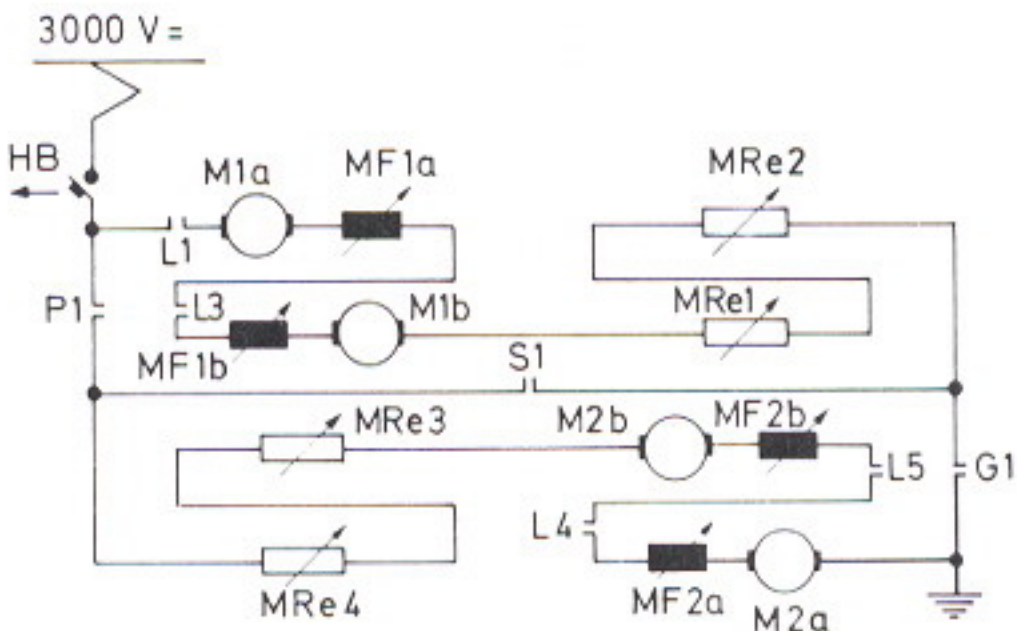 3000 V =
HB
M1a
MF1a
MRe2
L1
P1
L3
M1b
MRe1
MF1b
S1
MRe3
M2b
MF2b
L5
G1
L4
MRe4
MF2a
M2a